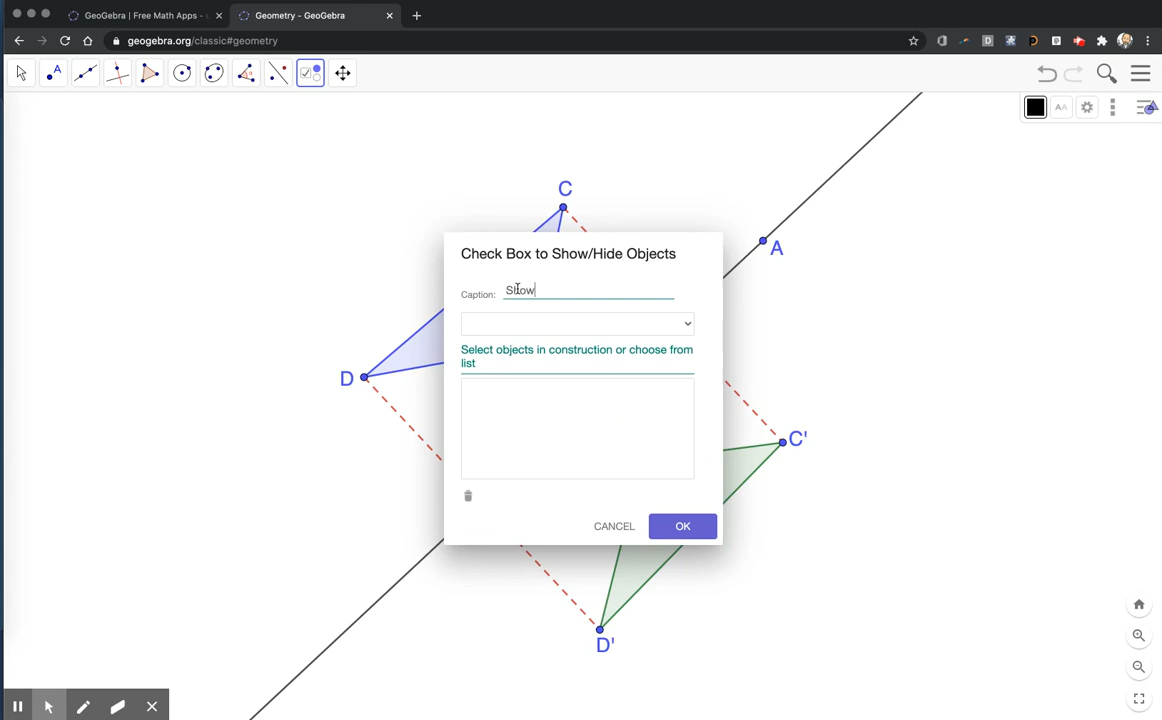 GeoGebra | Free Math Apps -
Geometry - GeoGebra
geogebra.org/classic#geometry
A
AA
C
A
Check Box to Show/Hide Objects
Caption: Show
Select objects in construction or choose from
list
D
C'
CANCEL OK
D'